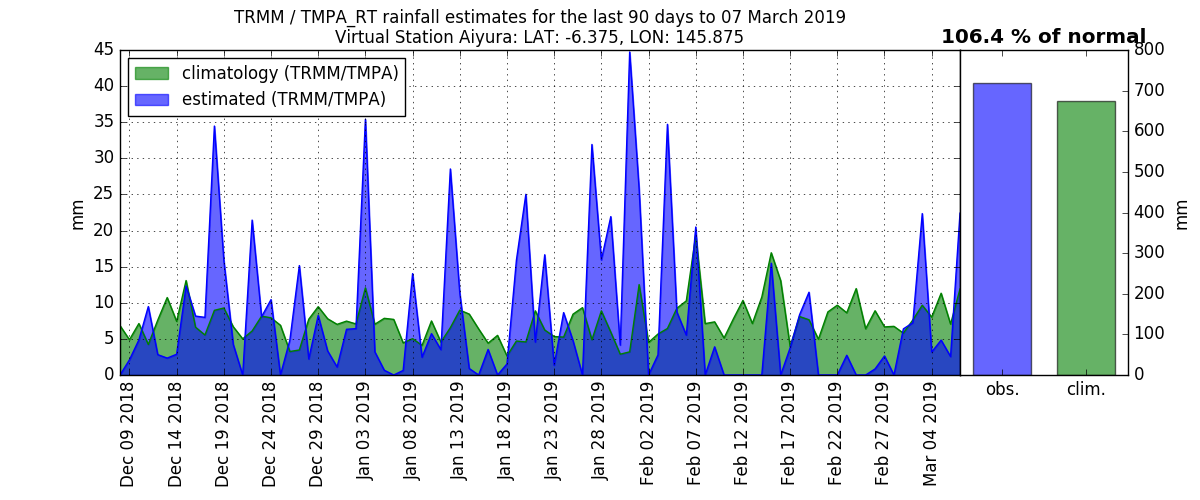 TRMM / TMPA_RT rainfall estimates for the last 90 days to 07 March 2019
Virtual Station Aiyura: LAT: -6.375, LON: 145.875
106.4 % of normal
climatology (TRMM/TMPA)
estimated (TRMM/TMPA)
mm
45
40
35
30
25
20
15
10
5
0
Dec 09 2018
Dec 14 2018
Dec 19 2018
Dec 24 2018
Dec 29 2018
Jan 03 2019
Jan 08 2019
Jan 13 2019
Jan 18 2019
Jan 23 2019
Jan 28 2019
Feb 02 2019
Feb 07 2019
Feb 12 2019
Feb 17 2019
Feb 22 2019
Feb 27 2019
Mar 04 2019
obs.
clim.
800
700
600
500
400
300
200
100
0
mm